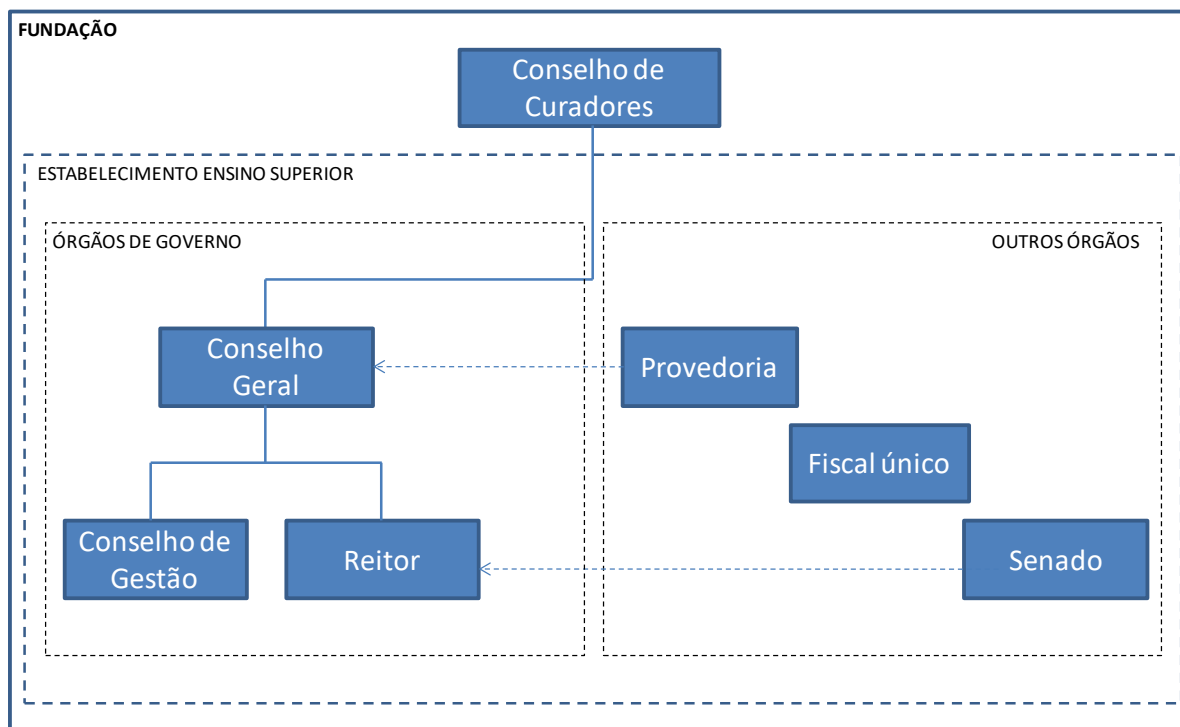 FUNDAÇÃO
Conselho de
Curadores
ESTABELECIMENTO ENSINO SUPERIOR
ÓRGÃOS DE GOVERNO
OUTROS ÓRGÃOS
Conselho
Geral
Provedoria
Fiscal único
Conselho de
Gestão
Reitor
Senado